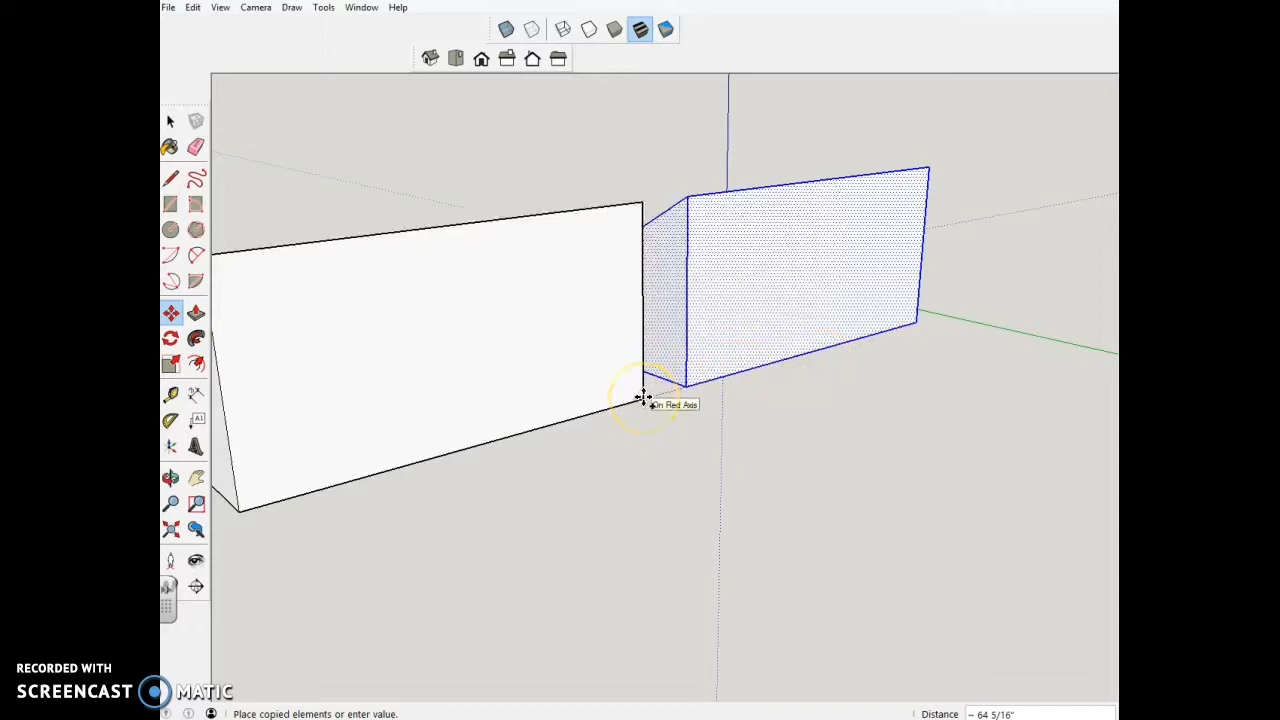 File Edit View Camera Draw Tools Window Help
A1
On Red Axis
RECORDED WITH
SCREENCAST MATIC
Place copied elements or enter value.
Distance ~ 64 5/16"